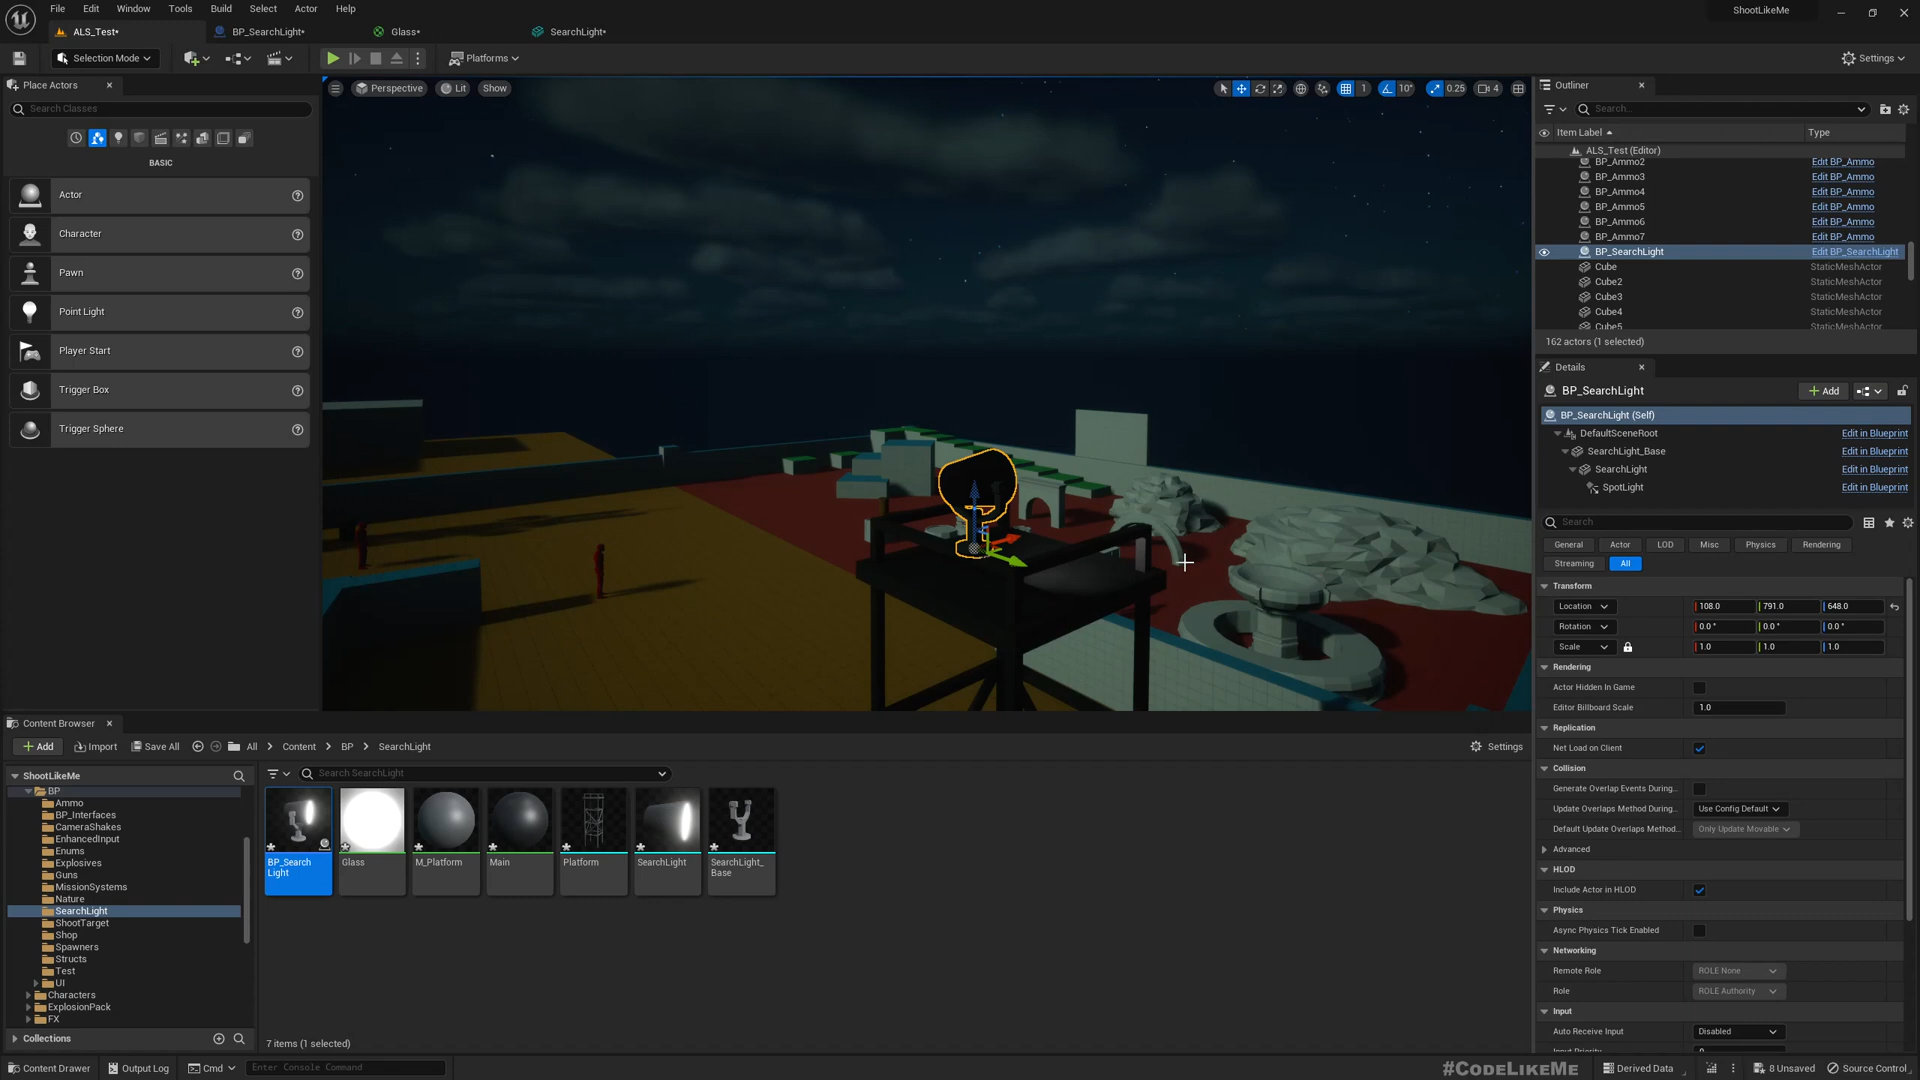 File Edit Window Tools Build Select Actor Help
ShootLikeMe
ALS_Test*
BP_SearchLight*
Glass*
SearchLight*
Selection Mode
Platforms
Settings
Place Actors
Search Classes
BASIC
Actor
Character
Pawn
Point Light
Player Start
Trigger Box
Trigger Sphere
Perspective Lit Show
1 10° 0.25 4
Outliner
Search...
Item Label Type
ALS_Test (Editor)
BP_Ammo2 Edit BP_Ammo
BP_Ammo3 Edit BP_Ammo
BP_Ammo4 Edit BP_Ammo
BP_Ammo5 Edit BP_Ammo
BP_Ammo6 Edit BP_Ammo
BP_Ammo7 Edit BP_Ammo
BP_SearchLight Edit BP_SearchLight
Cube StaticMeshActor
Cube2 StaticMeshActor
Cube3 StaticMeshActor
Cube4 StaticMeshActor
Cube5 StaticMeshActor
162 actors (1 selected)
Details
BP_SearchLight
Add
BP_SearchLight (Self)
DefaultSceneRoot Edit in Blueprint
SearchLight_Base Edit in Blueprint
SearchLight Edit in Blueprint
SpotLight Edit in Blueprint
Search
General Actor LOD Misc Physics Rendering
Streaming All
Transform
Location 108.0 791.0 648.0
Rotation 0.0° 0.0° 0.0°
Scale 1.0 1.0 1.0
Rendering
Actor Hidden In Game
Editor Billboard Scale 1.0
Replication
Net Load on Client
Collision
Generate Overlap Events During..
Update Overlaps Method During.. Use Config Default
Default Update Overlaps Method.. Only Update Movable
Advanced
HLOD
Include Actor in HLOD
Physics
Async Physics Tick Enabled
Networking
Remote Role ROLE None
Role ROLE Authority
Input
Auto Receive Input Disabled
Input Priority 0
Content Browser
Add Import Save All All Content BP SearchLight
Settings
ShootLikeMe
Search SearchLight
BP
Ammo
BP_Interfaces
CameraShakes
EnhancedInput
Enums
Explosives
Guns
MissionSystems
Nature
SearchLight
ShootTarget
Shop
Spawners
Structs
Test
UI
Characters
ExplosionPack
FX
Collections
BP_Search
Light
Glass
M_Platform
Main
Platform
SearchLight
SearchLight_
Base
7 items (1 selected)
Content Drawer Output Log Cmd Enter Console Command
#CODELIKEME
Derived Data
8 Unsaved
Source Control